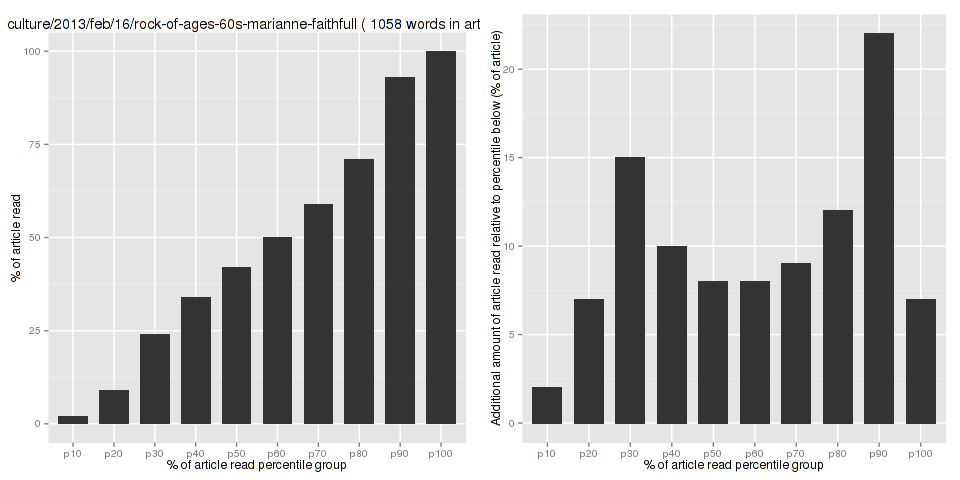 culture/2013/feb/16/rock-of-ages-60s-marianne-faithfull ( 1058 words in art
% of article read
100
75
50
25
0
p10 p20 p30 p40 p50 p60 p70 p80 p90 p100
% of article read percentile group
Additional amount of article read relative to percentile below (% of article)
20
15
10
5
0
p10 p20 p30 p40 p50 p60 p70 p80 p90 p100
% of article read percentile group